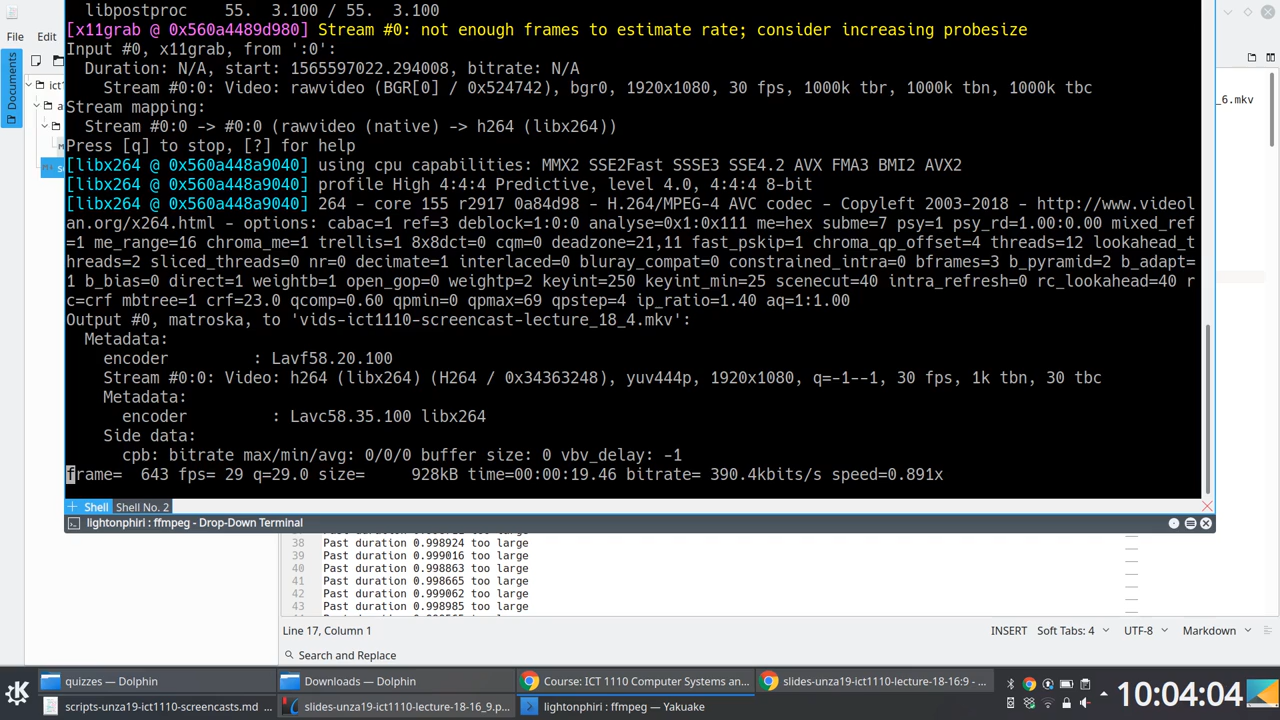 libpostproc 55. 3.100 / 55. 3.100
[x11grab @ 0x560a4489d980] Stream #0: not enough frames to estimate rate; consider increasing probesize
Input #0, x11grab, from ':0':
Duration: N/A, start: 1565597022.294008, bitrate: N/A
Stream #0:0: Video: rawvideo (BGR[0] / 0x524742), bgr0, 1920x1080, 30 fps, 1000k tbr, 1000k tbn, 1000k tbc
Stream mapping:
Stream #0:0 -> #0:0 (rawvideo (native) -> h264 (libx264))
Press [q] to stop, [?] for help
[libx264 @ 0x560a448a9040] using cpu capabilities: MMX2 SSE2Fast SSSE3 SSE4.2 AVX FMA3 BMI2 AVX2
[libx264 @ 0x560a448a9040] profile High 4:4:4 Predictive, level 4.0, 4:4:4 8-bit
[libx264 @ 0x560a448a9040] 264 - core 155 r2917 0a84d98 - H.264/MPEG-4 AVC codec - Copyleft 2003-2018 - http://www.videol
an.org/x264.html - options: cabac=1 ref=3 deblock=1:0:0 analyse=0x1:0x111 me=hex subme=7 psy=1 psy_rd=1.00:0.00 mixed_ref
=1 me_range=16 chroma_me=1 trellis=1 8x8dct=0 cqm=0 deadzone=21,11 fast_pskip=1 chroma_qp_offset=4 threads=12 lookahead_t
hreads=2 sliced_threads=0 nr=0 decimate=1 interlaced=0 bluray_compat=0 constrained_intra=0 bframes=3 b_pyramid=2 b_adapt=
1 b_bias=0 direct=1 weightb=1 open_gop=0 weightp=2 keyint=250 keyint_min=25 scenecut=40 intra_refresh=0 rc_lookahead=40 r
c=crf mbtree=1 crf=23.0 qcomp=0.60 qpmin=0 qpmax=69 qpstep=4 ip_ratio=1.40 aq=1:1.00
Output #0, matroska, to 'vids-ict1110-screencast-lecture_18_4.mkv':
Metadata:
encoder : Lavf58.20.100
Stream #0:0: Video: h264 (libx264) (H264 / 0x34363248), yuv444p, 1920x1080, q=-1--1, 30 fps, 1k tbn, 30 tbc
Metadata:
encoder : Lavc58.35.100 libx264
Side data:
cpb: bitrate max/min/avg: 0/0/0 buffer size: 0 vbv_delay: -1
frame= 643 fps= 29 q=29.0 size= 928kB time=00:00:19.46 bitrate= 390.4kbits/s speed=0.891x
Shell Shell No. 2
lightonphiri : ffmpeg - Drop-Down Terminal
File Edit
Documents
ict1
_6.mkv
38 Past duration 0.998924 too large
39 Past duration 0.999016 too large
40 Past duration 0.998863 too large
41 Past duration 0.998665 too large
42 Past duration 0.999062 too large
43 Past duration 0.998985 too large
Line 17, Column 1 INSERT Soft Tabs: 4 UTF-8 Markdown
Search and Replace
quizzes — Dolphin Downloads — Dolphin Course: ICT 1110 Computer Systems an... slides-unza19-ict1110-lecture-18-16:9 - ...
scripts-unza19-ict1110-screencasts.md ... slides-unza19-ict1110-lecture-18-16_9.p... lightonphiri : ffmpeg — Yakuake
10:04:04